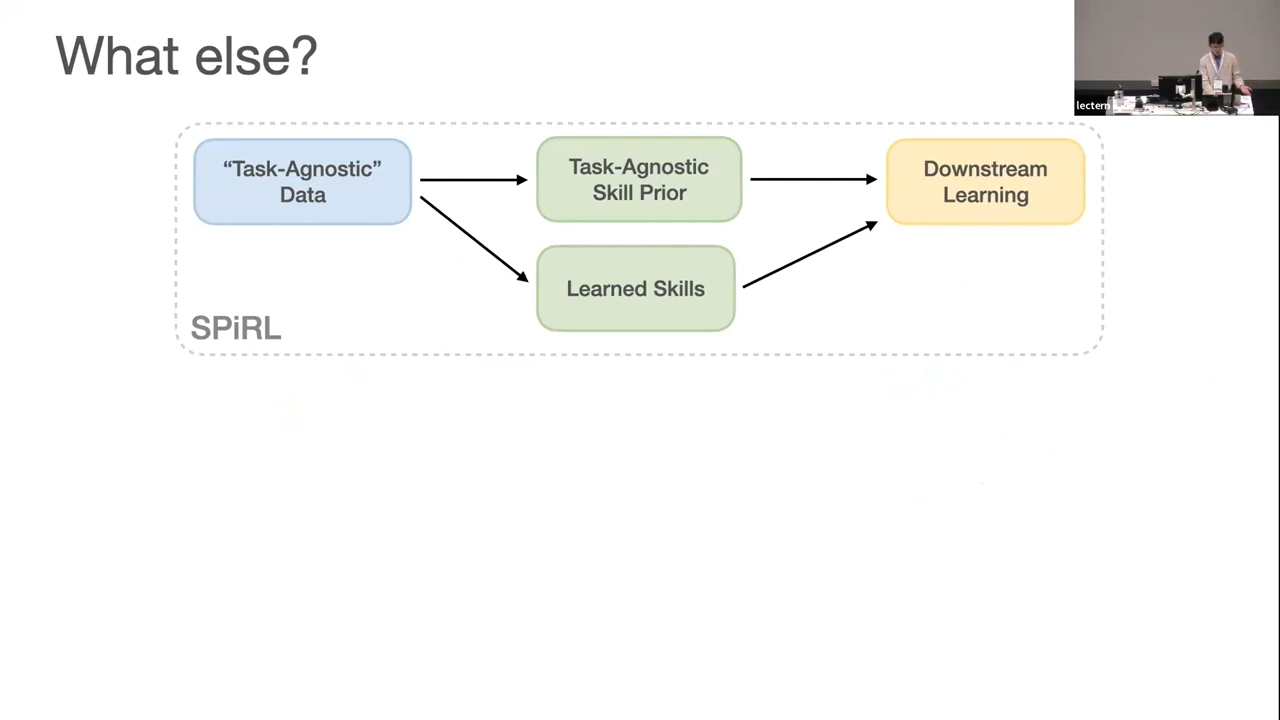 What else?
lectern
“Task-Agnostic”
Data
Task-Agnostic
Skill Prior
Downstream
Learning
Learned Skills
SPiRL